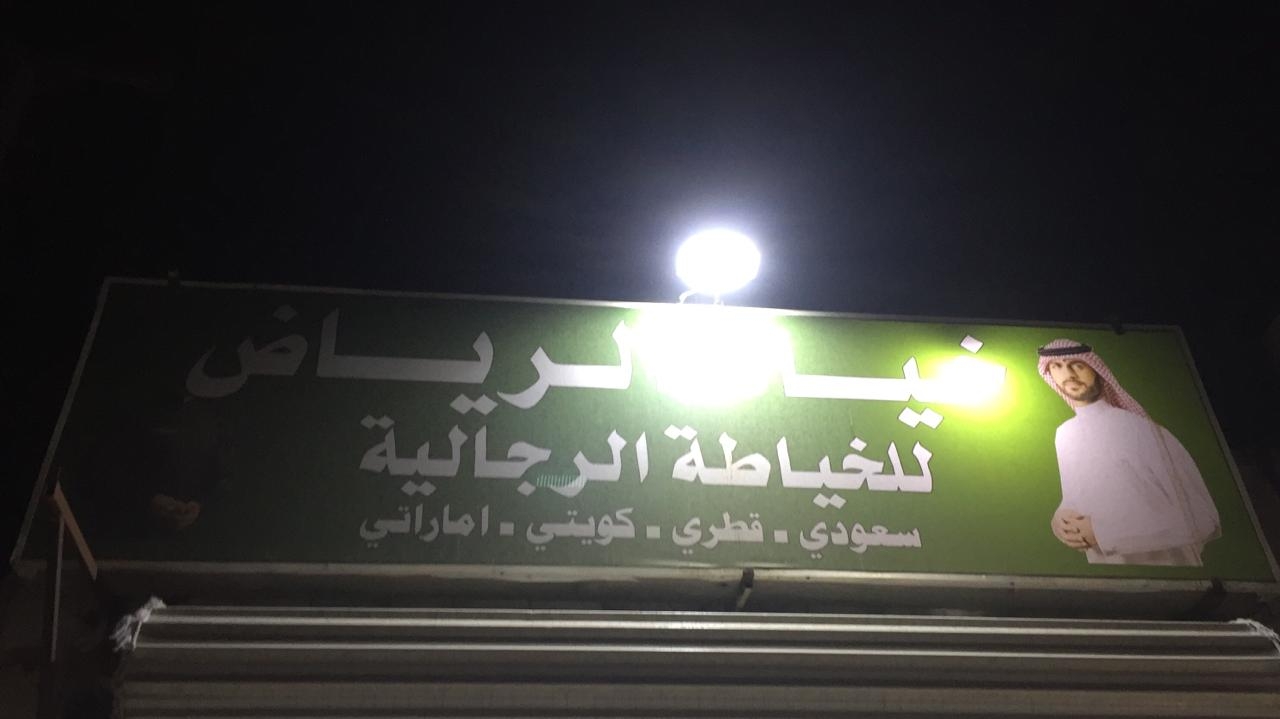 الرياض
للخياطة الرجالية
سعودي . قطري . كويتي . اماراتي